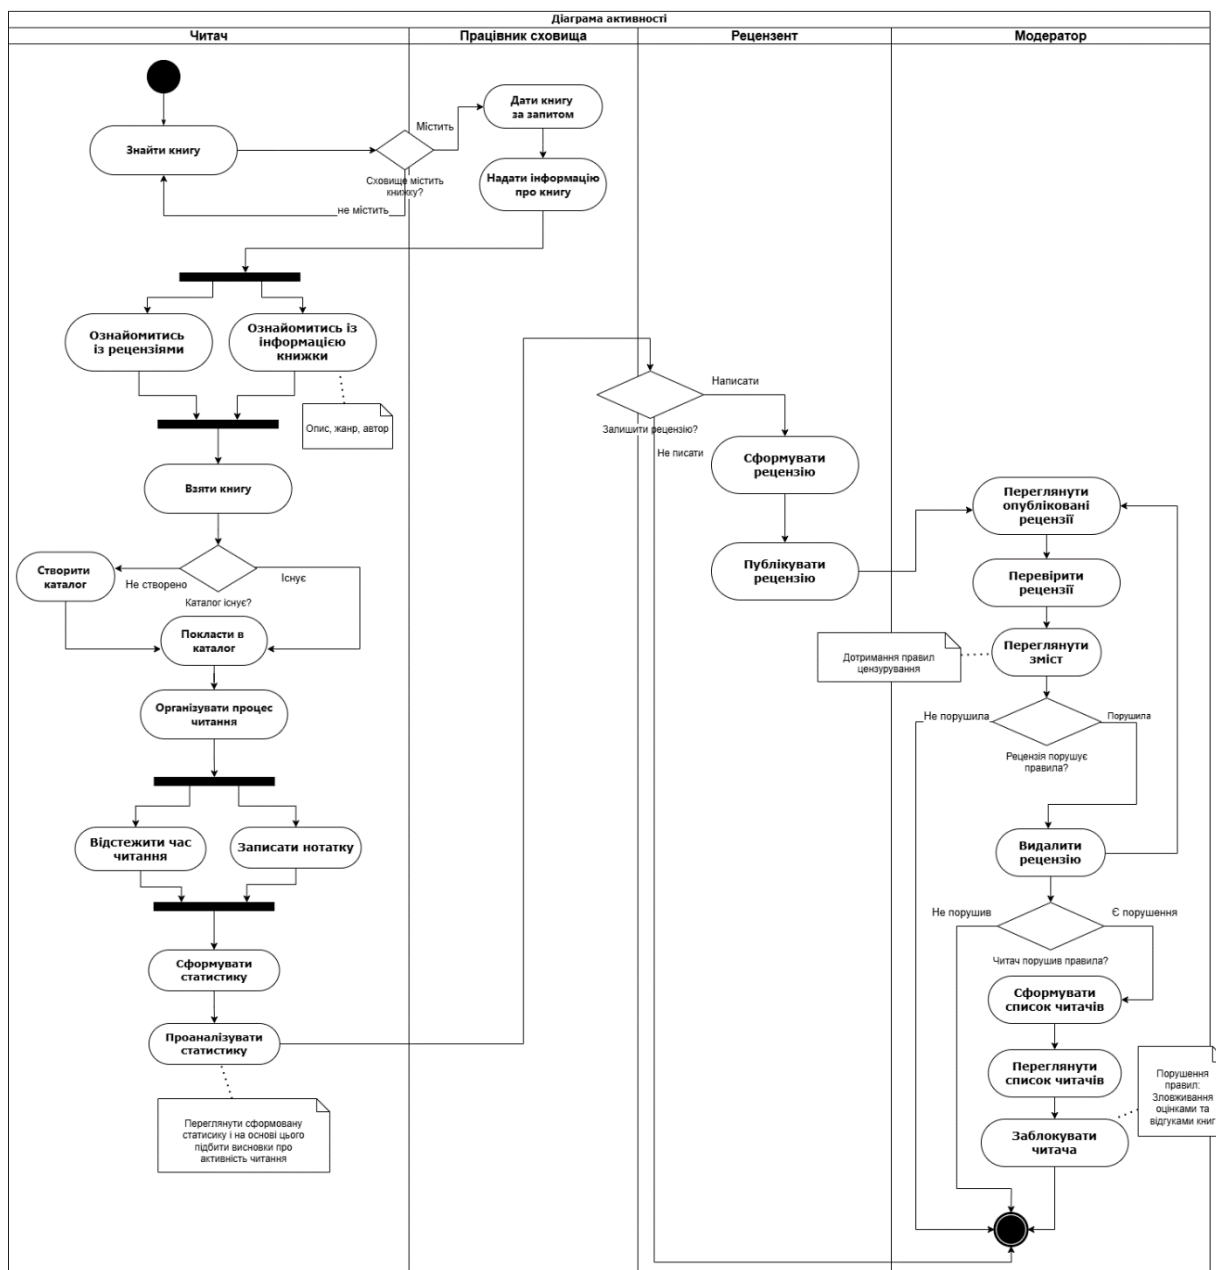 Діаграма активності
Читач
Працівник сховища
Рецензент
Модератор
Знайти книгу
Сховище містить
книжку?
Містить
не містить
Дати книгу
за запитом
Надати інформацію
про книгу
Ознайомитись
із рецензіями
Ознайомитись із
інформацією
книжки
Опис, жанр, автор
Взяти книгу
Каталог існує?
Не створено
Існує
Створити
каталог
Покласти в
каталог
Організувати процес
читання
Відстежити час
читання
Записати нотатку
Сформувати
статистику
Проаналізувати
статистику
Переглянути сформовану
статисику і на основі цього
підбити висновки про
активність читання
Залишити рецензію?
Написати
Не писати
Сформувати
рецензію
Публікувати
рецензію
Переглянути
опубліковані
рецензії
Перевірити
рецензії
Переглянути
зміст
Дотримання правил
цензурування
Не порушила
Порушила
Рецензія порушує
правила?
Видалити
рецензію
Не порушив
Є порушення
Читач порушив правила?
Сформувати
список читачів
Переглянути
список читачів
Заблокувати
читача
Порушення
правил:
Зловживання
оцінками та
відгуками книг